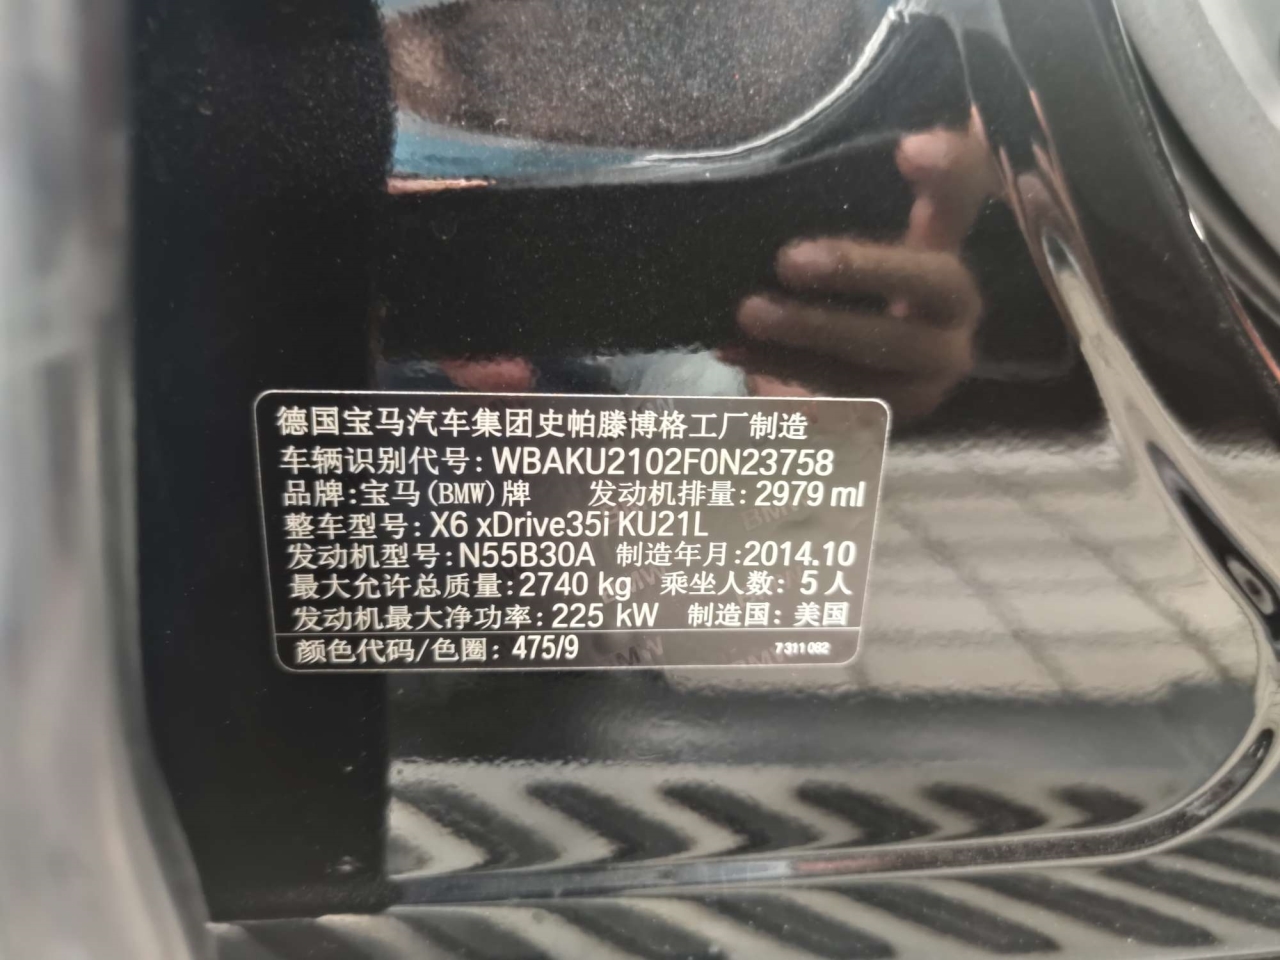 德国宝马汽车集团史帕滕博格工厂制造
车辆识别代号: WBAKU2102F0N23758
品牌:宝马(BMW)牌 发动机排量: 2979 ml
整车型号: X6 xDrive35i KU21L
发动机型号: N55B30A 制造年月:2014.10
最大允许总质量: 2740 kg 乘坐人数: 5 人
发动机最大净功率: 225 kW 制造国: 美国
颜色代码/色圈: 475/9 7311082